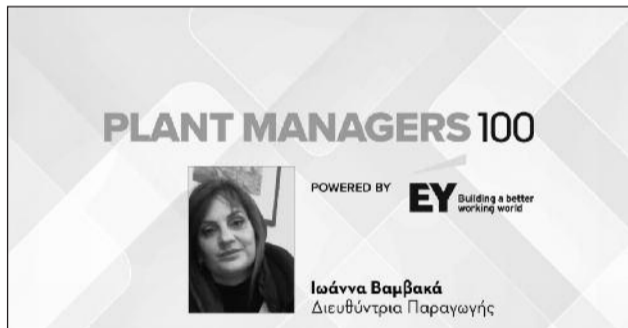 PLANT MANAGERS 100
POWERED BY
EY Building a better
working world
Ιωάννα Βαμβακά
Διευθύντρια Παραγωγής